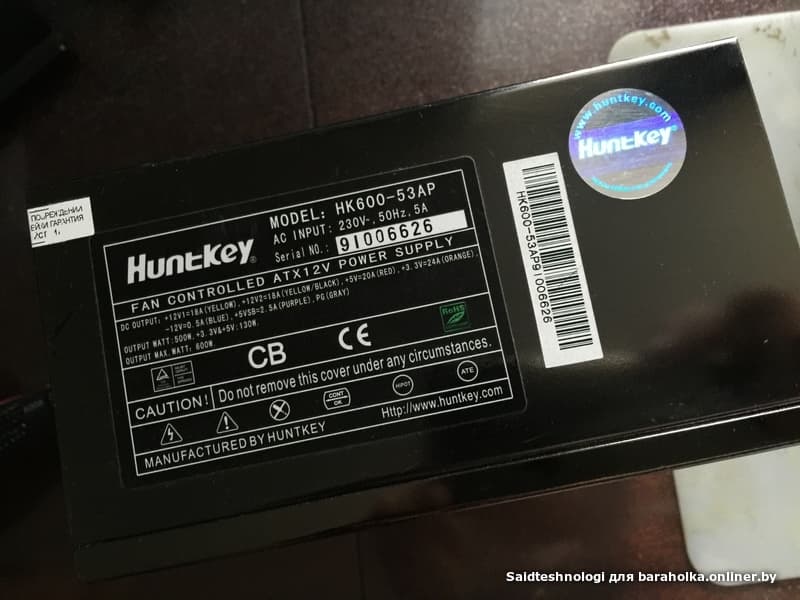 ПОВРЕЖДЕНИИ
ГАРАНТИЯ
HUntKEY®
MODEL: HK600-53AP
AC INPUT: 230V~, 50Hz, 5A
Serial NO.: 9I006626
FAN CONTROLLED ATX12V POWER SUPPLY
DC OUTPUT: +12V1=18A(YELLOW), +12V2=18A(YELLOW/BLACK), +5V=20A(RED), +3.3V=24A(ORANGE),
-12V=0.5A(BLUE), +5VSB=2.5A(PURPLE), PG(GRAY)
OUTPUT WATT: 500W, +3.3V&+5V: 130W.
OUTPUT MAX. WATT: 600W.
CB CE RoHS
CAUTION! Do not remove this cover under any circumstances.
CONT OK HIPOT ATE
MANUFACTURED BY HUNTKEY Http://www.huntkey.com
HK600-53AP9I006626
www.huntkey.com
HUntKEY®
Saidteshnologi для baraholka.onliner.by